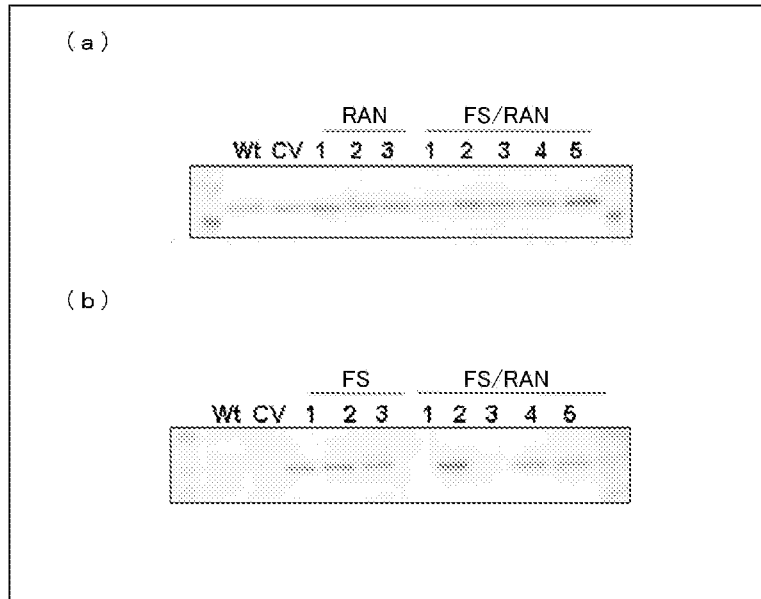 (a)
RAN FS/RAN
Wt CV 1 2 3 1 2 3 4 5
(b)
FS FS/RAN
Wt CV 1 2 3 1 2 3 4 5